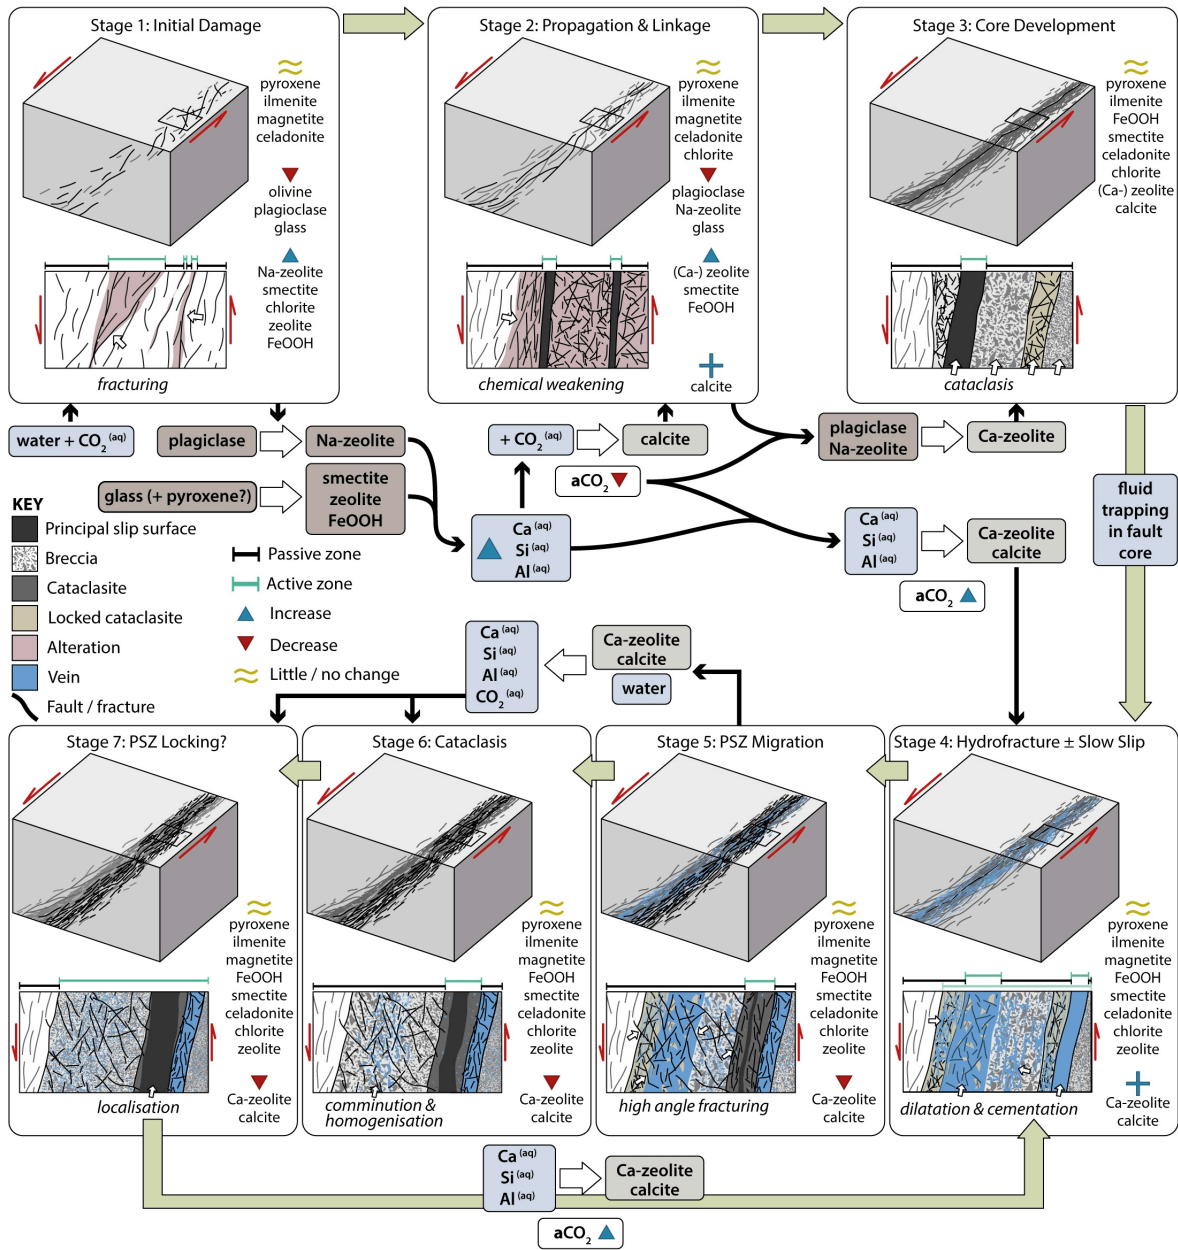 Stage 1: Initial Damage
pyroxene
ilmenite
magnetite
celadonite
olivine
plagioclase
glass
Na-zeolite
smectite
chlorite
zeolite
FeOOH
fracturing
Stage 2: Propagation & Linkage
pyroxene
ilmenite
magnetite
celadonite
chlorite
plagioclase
Na-zeolite
glass
(Ca-) zeolite
smectite
FeOOH
calcite
chemical weakening
Stage 3: Core Development
pyroxene
ilmenite
FeOOH
smectite
celadonite
chlorite
(Ca-) zeolite
calcite
cataclasis
water + CO2 (aq)
plagiclase
Na-zeolite
glass (+ pyroxene?)
smectite
zeolite
FeOOH
+ CO2 (aq)
calcite
aCO2
Ca (aq)
Si (aq)
Al (aq)
plagiclase
Na-zeolite
Ca-zeolite
Ca (aq)
Si (aq)
Al (aq)
Ca-zeolite
calcite
aCO2
fluid
trapping
in fault
core
KEY
Principal slip surface
Breccia
Cataclasite
Locked cataclasite
Alteration
Vein
Fault / fracture
Passive zone
Active zone
Increase
Decrease
Little / no change
Ca (aq)
Si (aq)
Al (aq)
CO2 (aq)
Ca-zeolite
calcite
water
Stage 7: PSZ Locking?
pyroxene
ilmenite
magnetite
FeOOH
smectite
celadonite
chlorite
zeolite
Ca-zeolite
calcite
localisation
Stage 6: Cataclasis
pyroxene
ilmenite
magnetite
FeOOH
smectite
celadonite
chlorite
zeolite
Ca-zeolite
calcite
comminution &
homogenisation
Stage 5: PSZ Migration
pyroxene
ilmenite
magnetite
FeOOH
smectite
celadonite
chlorite
zeolite
Ca-zeolite
calcite
high angle fracturing
Stage 4: Hydrofracture ± Slow Slip
pyroxene
ilmenite
magnetite
FeOOH
smectite
celadonite
chlorite
zeolite
Ca-zeolite
calcite
dilatation & cementation
Ca (aq)
Si (aq)
Al (aq)
Ca-zeolite
calcite
aCO2